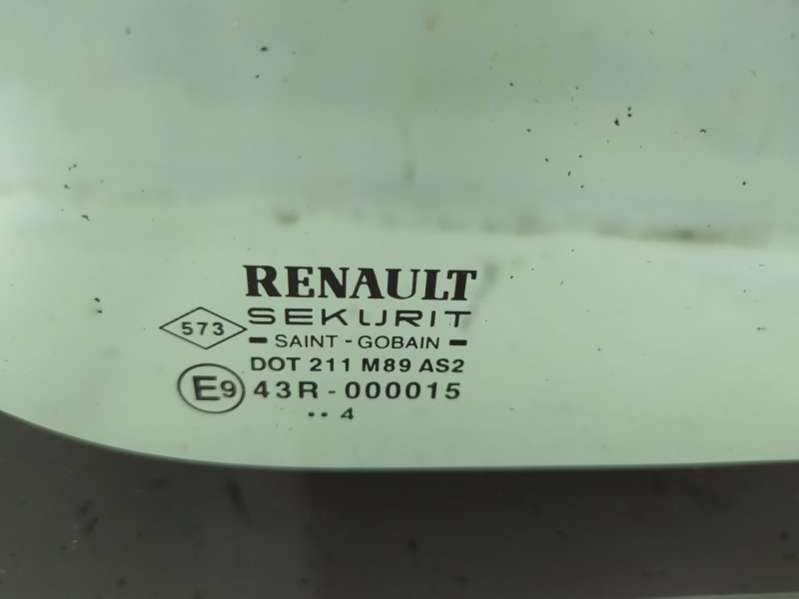 RENAULT
573
SEKURIT
SAINT - GOBAIN
DOT 211 M89 AS2
E9 43R - 000015
•• 4